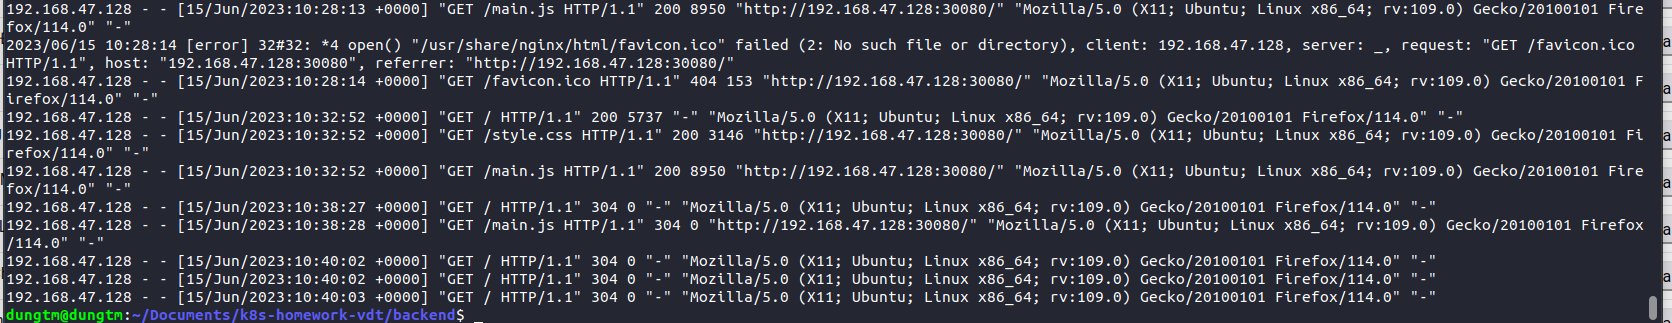 192.168.47.128 - - [15/Jun/2023:10:28:13 +0000] "GET /main.js HTTP/1.1" 200 8950 "http://192.168.47.128:30080/" "Mozilla/5.0 (X11; Ubuntu; Linux x86_64; rv:109.0) Gecko/20100101 Fire
fox/114.0" "-"
2023/06/15 10:28:14 [error] 32#32: *4 open() "/usr/share/nginx/html/favicon.ico" failed (2: No such file or directory), client: 192.168.47.128, server: _, request: "GET /favicon.ico
HTTP/1.1", host: "192.168.47.128:30080", referrer: "http://192.168.47.128:30080/"
192.168.47.128 - - [15/Jun/2023:10:28:14 +0000] "GET /favicon.ico HTTP/1.1" 404 153 "http://192.168.47.128:30080/" "Mozilla/5.0 (X11; Ubuntu; Linux x86_64; rv:109.0) Gecko/20100101 F
irefox/114.0" "-"
192.168.47.128 - - [15/Jun/2023:10:32:52 +0000] "GET / HTTP/1.1" 200 5737 "-" "Mozilla/5.0 (X11; Ubuntu; Linux x86_64; rv:109.0) Gecko/20100101 Firefox/114.0" "-"
192.168.47.128 - - [15/Jun/2023:10:32:52 +0000] "GET /style.css HTTP/1.1" 200 3146 "http://192.168.47.128:30080/" "Mozilla/5.0 (X11; Ubuntu; Linux x86_64; rv:109.0) Gecko/20100101 Fi
refox/114.0" "-"
192.168.47.128 - - [15/Jun/2023:10:32:52 +0000] "GET /main.js HTTP/1.1" 200 8950 "http://192.168.47.128:30080/" "Mozilla/5.0 (X11; Ubuntu; Linux x86_64; rv:109.0) Gecko/20100101 Fire
fox/114.0" "-"
192.168.47.128 - - [15/Jun/2023:10:38:27 +0000] "GET / HTTP/1.1" 304 0 "-" "Mozilla/5.0 (X11; Ubuntu; Linux x86_64; rv:109.0) Gecko/20100101 Firefox/114.0" "-"
192.168.47.128 - - [15/Jun/2023:10:38:28 +0000] "GET /main.js HTTP/1.1" 304 0 "http://192.168.47.128:30080/" "Mozilla/5.0 (X11; Ubuntu; Linux x86_64; rv:109.0) Gecko/20100101 Firefox
/114.0" "-"
192.168.47.128 - - [15/Jun/2023:10:40:02 +0000] "GET / HTTP/1.1" 304 0 "-" "Mozilla/5.0 (X11; Ubuntu; Linux x86_64; rv:109.0) Gecko/20100101 Firefox/114.0" "-"
192.168.47.128 - - [15/Jun/2023:10:40:02 +0000] "GET / HTTP/1.1" 304 0 "-" "Mozilla/5.0 (X11; Ubuntu; Linux x86_64; rv:109.0) Gecko/20100101 Firefox/114.0" "-"
192.168.47.128 - - [15/Jun/2023:10:40:03 +0000] "GET / HTTP/1.1" 304 0 "-" "Mozilla/5.0 (X11; Ubuntu; Linux x86_64; rv:109.0) Gecko/20100101 Firefox/114.0" "-"
dungtm@dungtm:~/Documents/k8s-homework-vdt/backend$